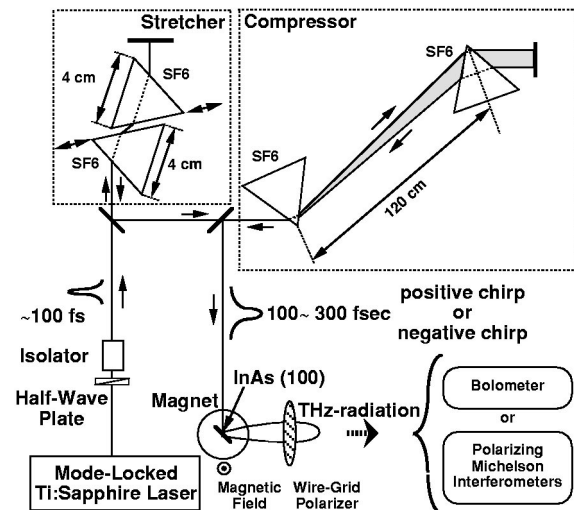 Stretcher
Compressor
SF6
4 cm
4 cm
SF6
SF6
SF6
120 cm
~100 fs
100~ 300 fsec
positive chirp
or
negative chirp
Isolator
Half-Wave
Plate
InAs (100)
Magnet
THz-radiation
Bolometer
or
Polarizing
Michelson
Interferometers
Mode-Locked
Ti:Sapphire Laser
Magnetic
Field
Wire-Grid
Polarizer